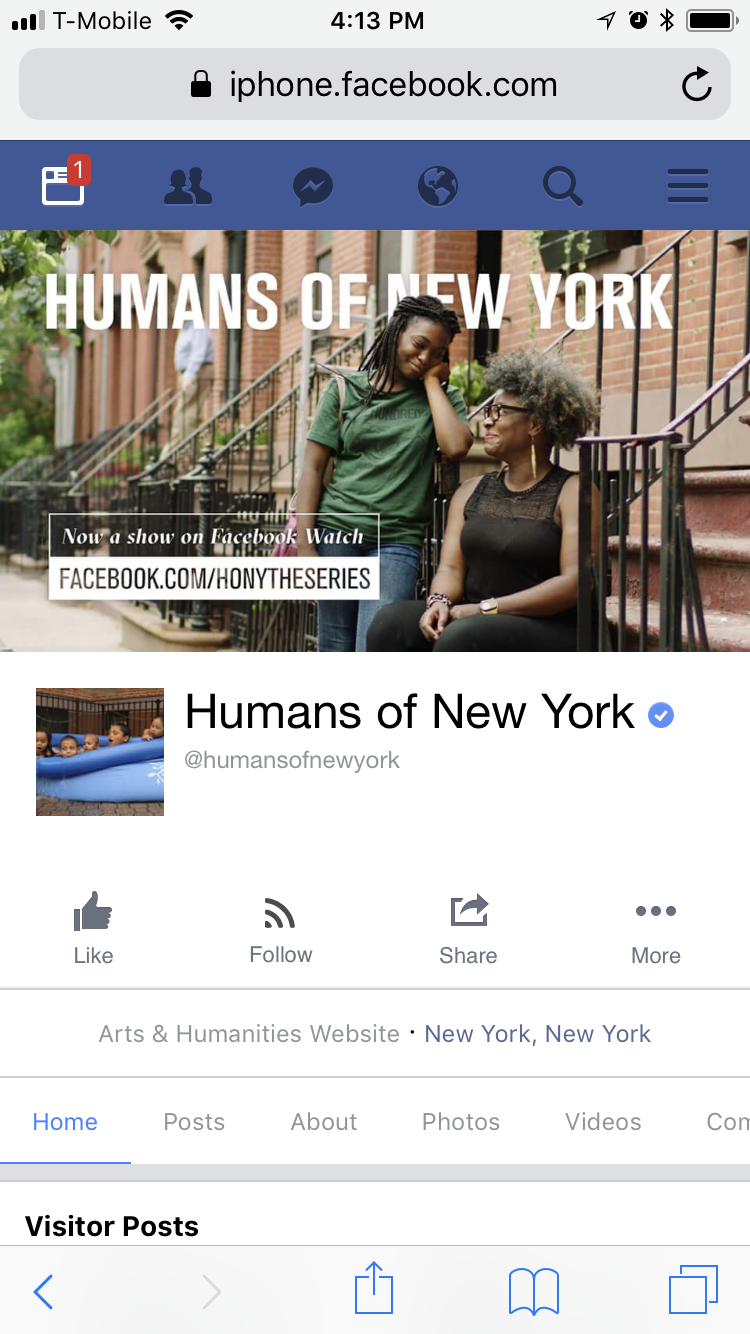 T-Mobile 4:13 PM
iphone.facebook.com
1
HUMANS OF NEW YORK
HUNDRED
Now a show on Facebook Watch
FACEBOOK.COM/HONYTHESERIES
Humans of New York
@humansofnewyork
Like Follow Share More
Arts & Humanities Website · New York, New York
Home Posts About Photos Videos Com
Visitor Posts